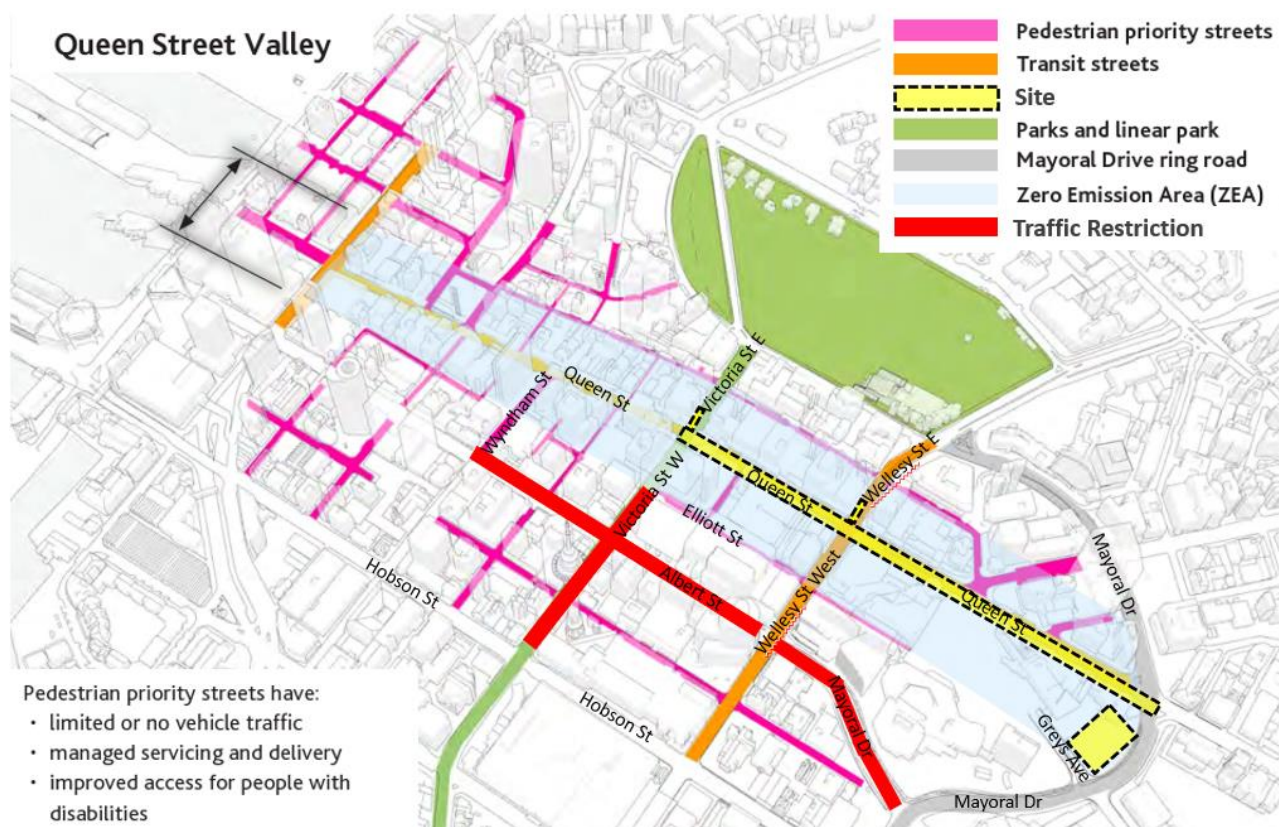 Queen Street Valley
Pedestrian priority streets
Transit streets
Site
Parks and linear park
Mayoral Drive ring road
Zero Emission Area (ZEA)
Traffic Restriction
Queen St
Wyndham St
Victoria St E
Victoria St W
Queen St
Wellesy St E
Elliott St
Hobson St
Albert St
Wellesy St West
Queen St
Mayoral Dr
Mayoral Dr
Hobson St
Greys Ave
Mayoral Dr
Pedestrian priority streets have:
• limited or no vehicle traffic
• managed servicing and delivery
• improved access for people with
disabilities